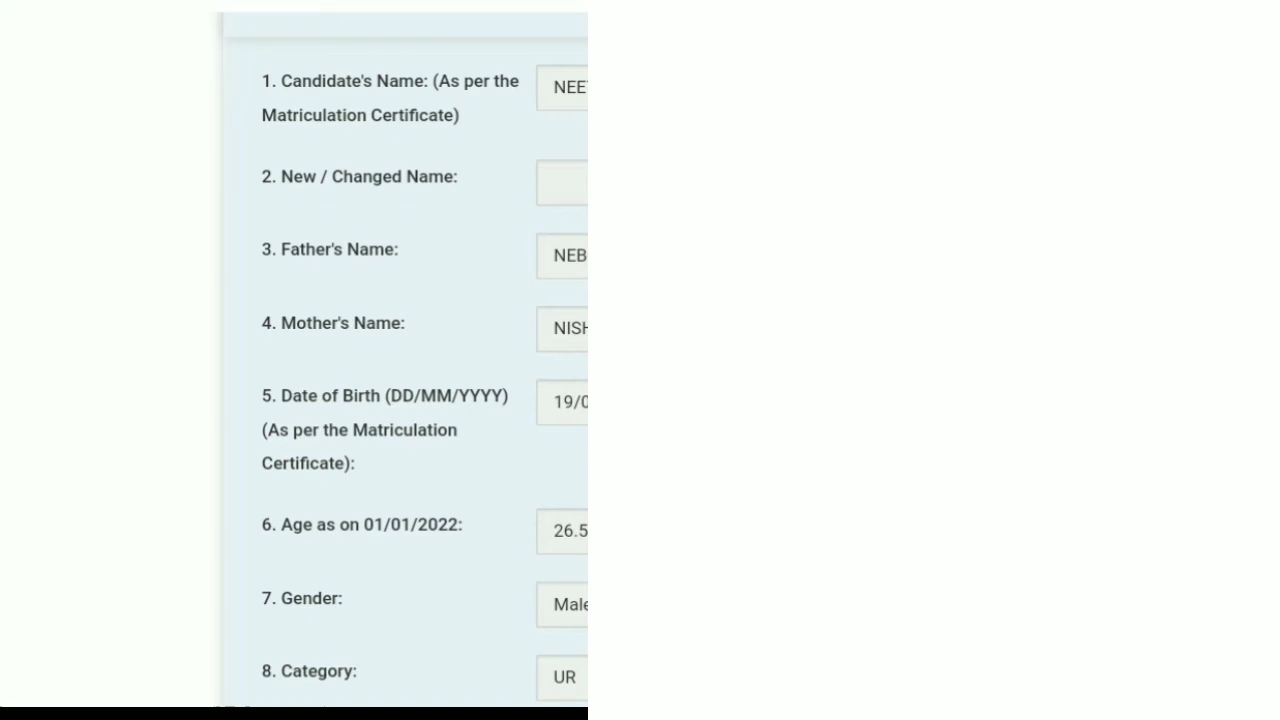 1. Candidate's Name: (As per the
Matriculation Certificate)
NEE
2. New / Changed Name:
3. Father's Name:
NEB
4. Mother's Name:
NISH
5. Date of Birth (DD/MM/YYYY)
(As per the Matriculation
Certificate):
19/0
6. Age as on 01/01/2022:
26.5
7. Gender:
Male
8. Category:
UR